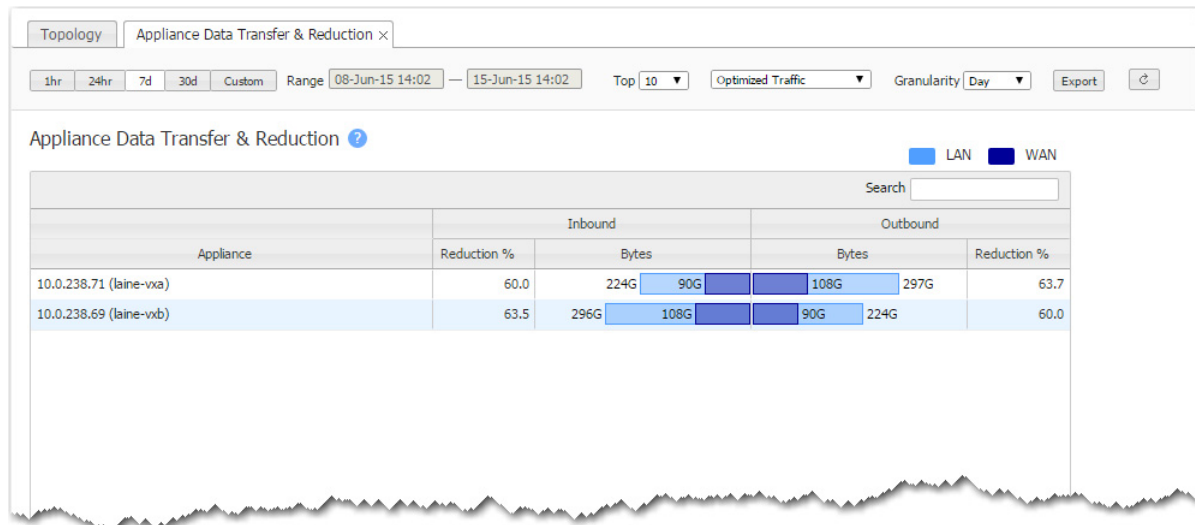 Topology Appliance Data Transfer & Reduction ×
1hr 24hr 7d 30d Custom Range 08-Jun-15 14:02 — 15-Jun-15 14:02 Top 10 Optimized Traffic Granularity Day Export
Appliance Data Transfer & Reduction ?
LAN WAN
Search
Inbound Outbound
Appliance Reduction % Bytes Bytes Reduction %
10.0.238.71 (laine-vxa) 60.0 224G 90G 108G 297G 63.7
10.0.238.69 (laine-vxb) 63.5 296G 108G 90G 224G 60.0